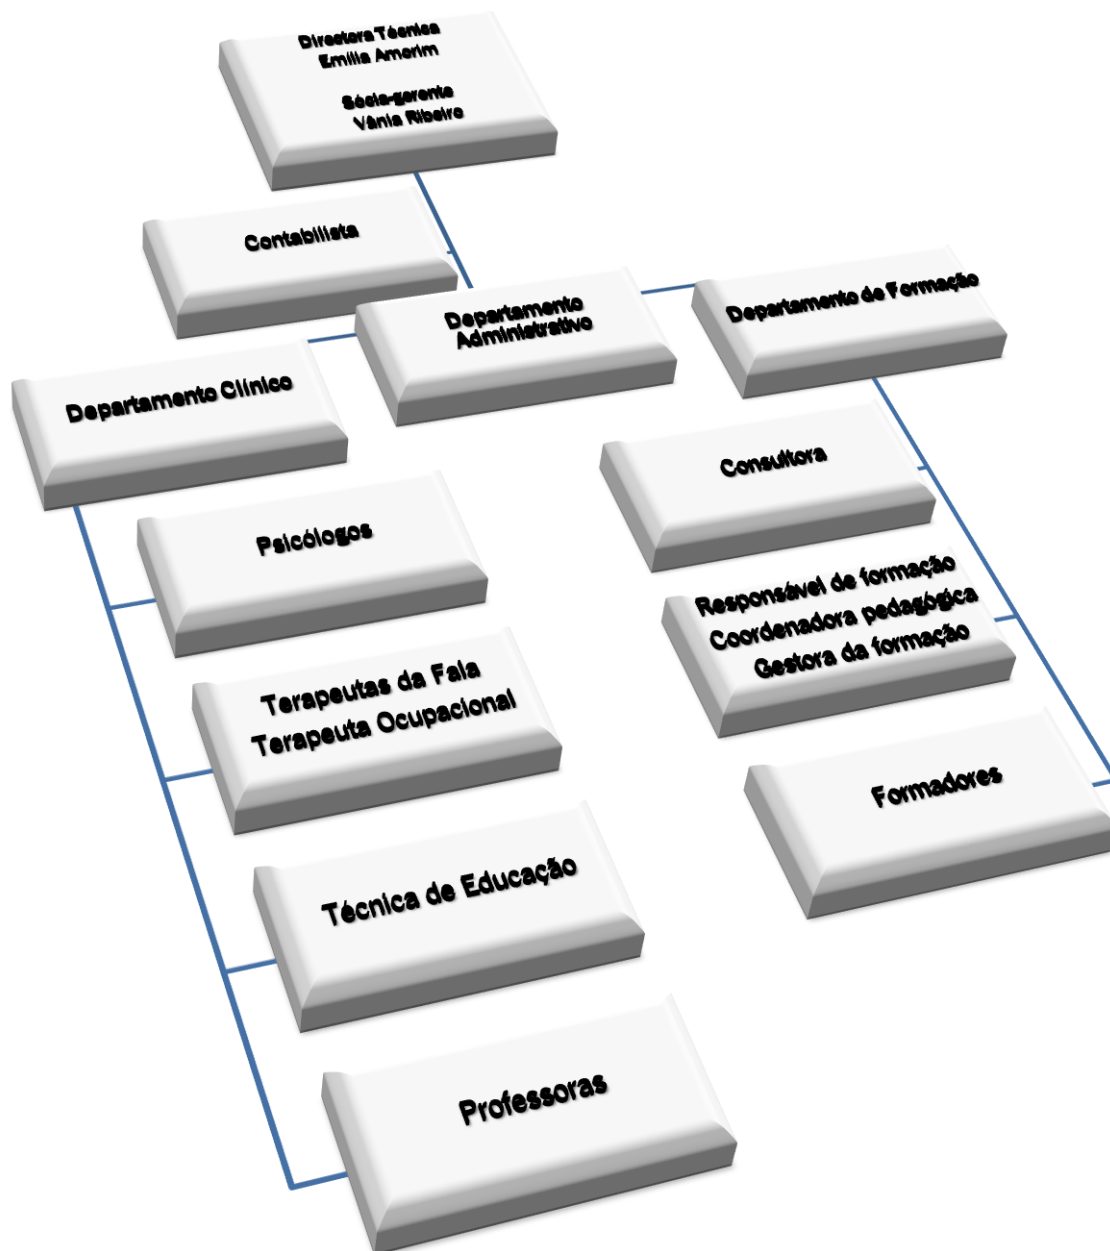 Directora Técnica
Emília Amorim
Sócia-gerente
Vânia Ribeiro
Contabilista
Departamento
Administrativo
Departamento de Formação
Departamento Clínico
Psicólogos
Terapeutas da Fala
Terapeuta Ocupacional
Técnica de Educação
Professoras
Consultora
Responsável de formação
Coordenadora pedagógica
Gestora da formação
Formadores